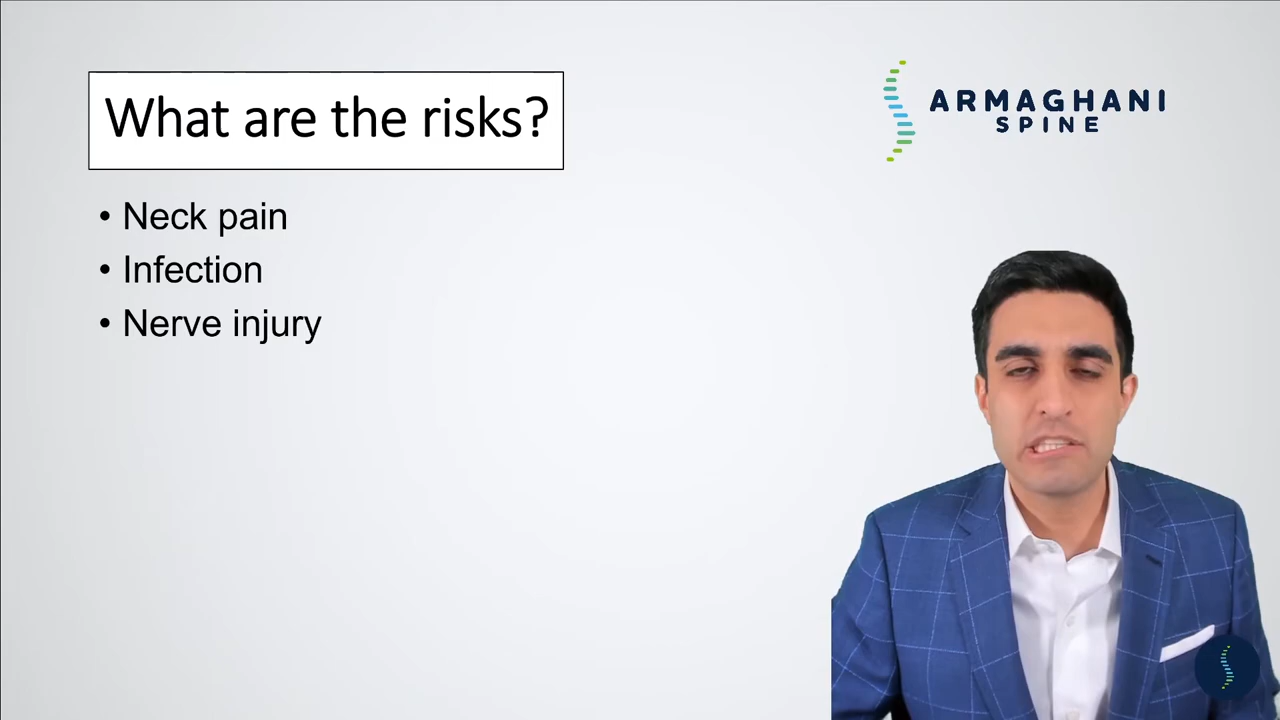 What are the risks?
ARMAGHANI
SPINE
• Neck pain
• Infection
• Nerve injury